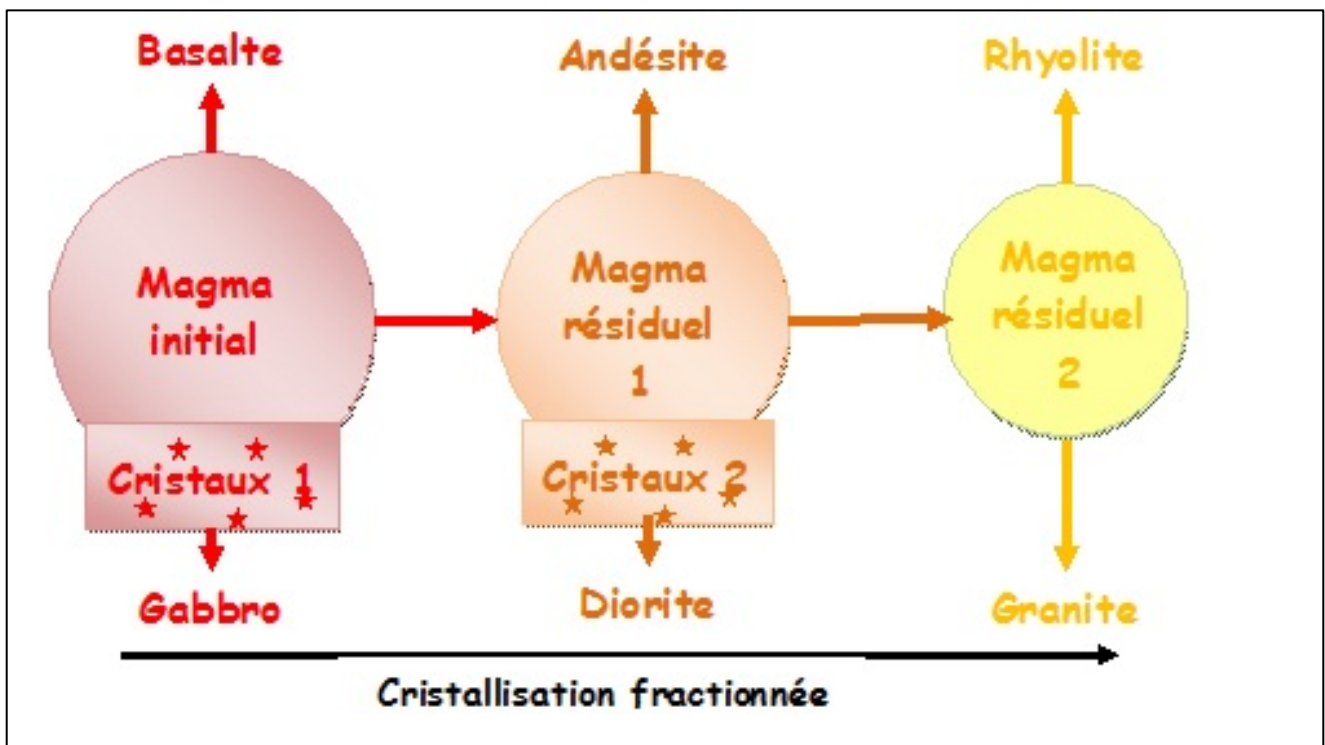 Basalte
Andésite
Rhyolite
Magma
initial
Magma
résiduel
1
Magma
résiduel
2
Cristaux 1
Cristaux 2
Gabbro
Diorite
Granite
Cristallisation fractionnée